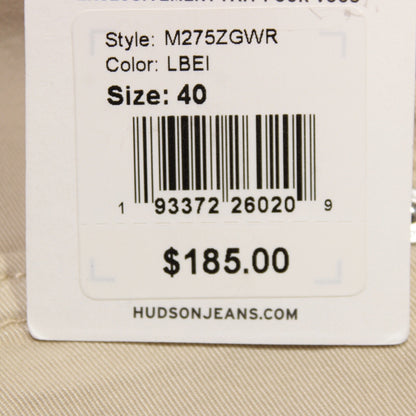 Style: M275ZGWR
Color: LBEI
Size: 40
1 93372 26020 9
$185.00
HUDSONJEANS.COM